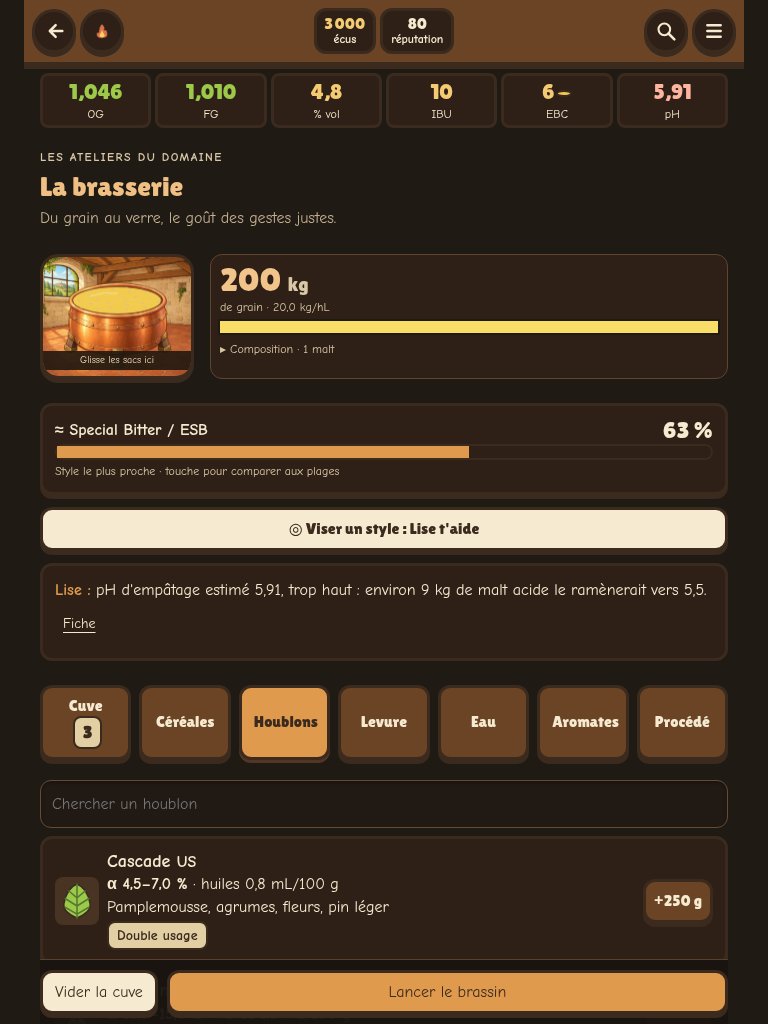 3 000
écus
80
réputation
1,046
OG
1,010
FG
4,8
% vol
10
IBU
6
EBC
5,91
pH
LES ATELIERS DU DOMAINE
La brasserie
Du grain au verre, le goût des gestes justes.
Glisse les sacs ici
200 kg
de grain · 20,0 kg/hL
▸ Composition · 1 malt
≈ Special Bitter / ESB
63 %
Style le plus proche · touche pour comparer aux plages
◎ Viser un style : Lise t'aide
Lise : pH d'empâtage estimé 5,91, trop haut : environ 9 kg de malt acide le ramènerait vers 5,5.
Fiche
Cuve
3
Céréales
Houblons
Levure
Eau
Aromates
Procédé
Chercher un houblon
Cascade US
α 4,5–7,0 % · huiles 0,8 mL/100 g
Pamplemousse, agrumes, fleurs, pin léger
Double usage
+250 g
Vider la cuve
Lancer le brassin